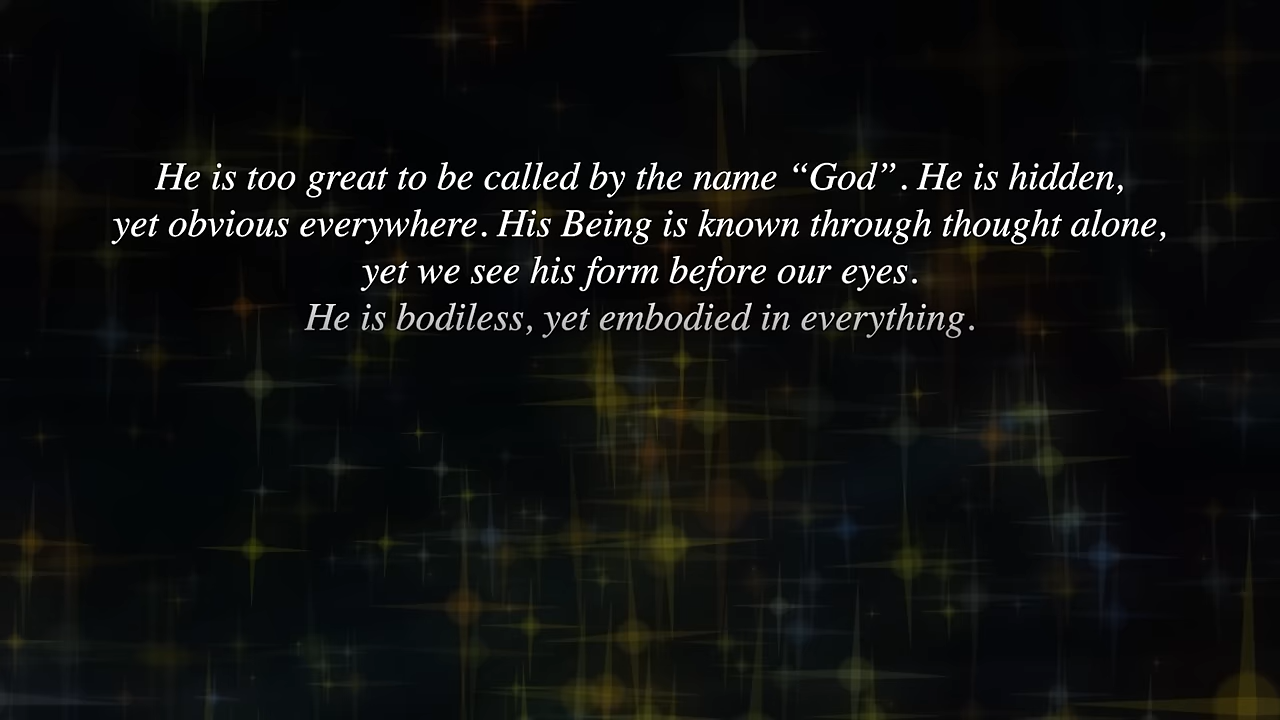 He is too great to be called by the name “God”. He is hidden,
yet obvious everywhere. His Being is known through thought alone,
yet we see his form before our eyes.
He is bodiless, yet embodied in everything.